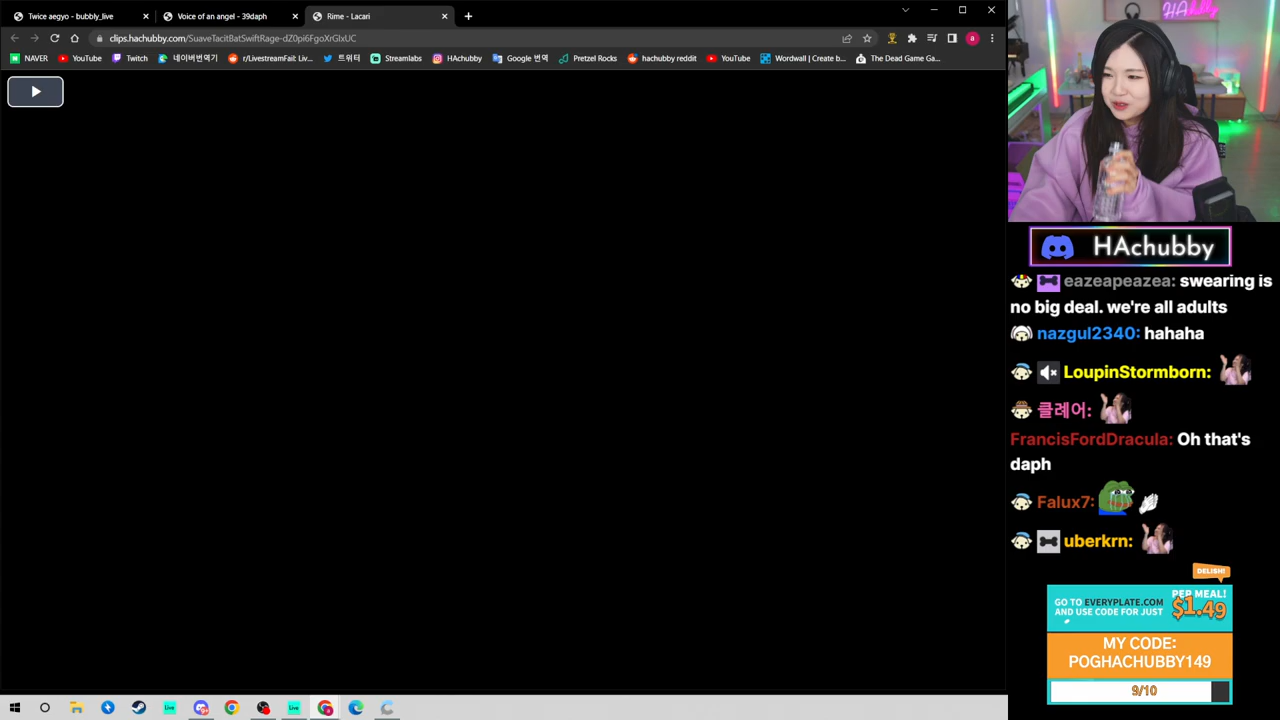 Twice aegyo - bubbly_live
Voice of an angel - 39daph
Rime - Lacari
clips.hachubby.com/SuaveTacitBatSwiftRage-dZ0pi6FgoXrGlxUC
a
NAVER
YouTube
Twitch
네이버번역기
r/LivestreamFail: Liv...
트위터
Streamlabs
HAchubby
Google 번역
Pretzel Rocks
hachubby reddit
YouTube
Wordwall | Create b...
The Dead Game Ga...
HAchubby
eazeapeazea: swearing is
no big deal. we're all adults
nazgul2340: hahaha
LoupinStormborn:
클레어:
FrancisFordDracula: Oh that's
daph
Falux7:
uberkrn:
DELISH!
GO TO EVERYPLATE.COM
AND USE CODE FOR JUST
PER MEAL!
$1.49
MY CODE:
POGHACHUBBY149
9/10
Live
Live